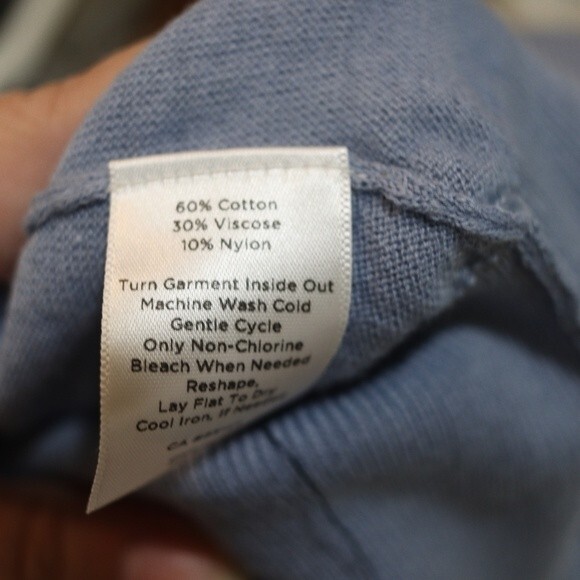 60% Cotton
30% Viscose
10% Nylon
Turn Garment Inside Out
Machine Wash Cold
Gentle Cycle
Only Non-Chlorine
Bleach When Needed
Reshape,
Lay Flat To Dry
Cool Iron, If Needed
CA